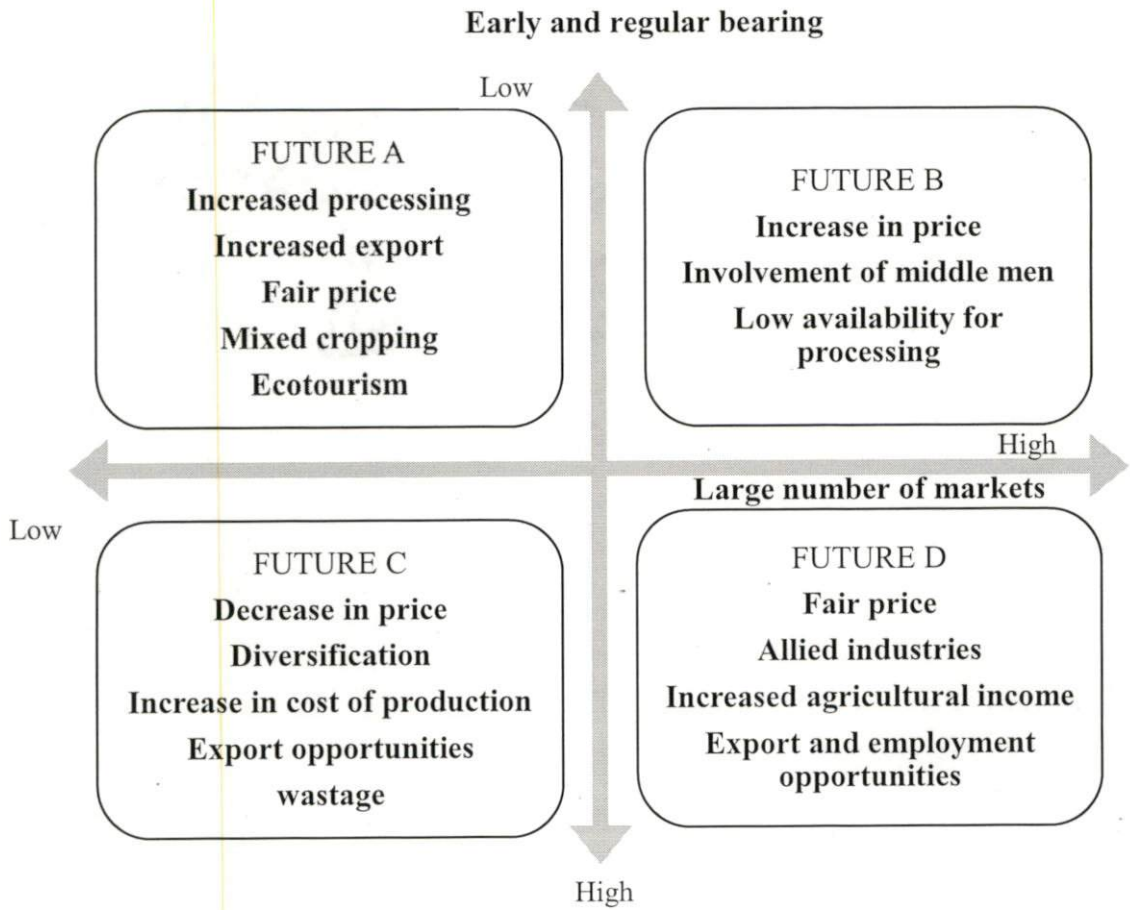 Early and regular bearing
Low
FUTURE A
Increased processing
Increased export
Fair price
Mixed cropping
Ecotourism
FUTURE B
Increase in price
Involvement of middle men
Low availability for
processing
High
Large number of markets
Low
FUTURE C
Decrease in price
Diversification
Increase in cost of production
Export opportunities
wastage
FUTURE D
Fair price
Allied industries
Increased agricultural income
Export and employment
opportunities
High